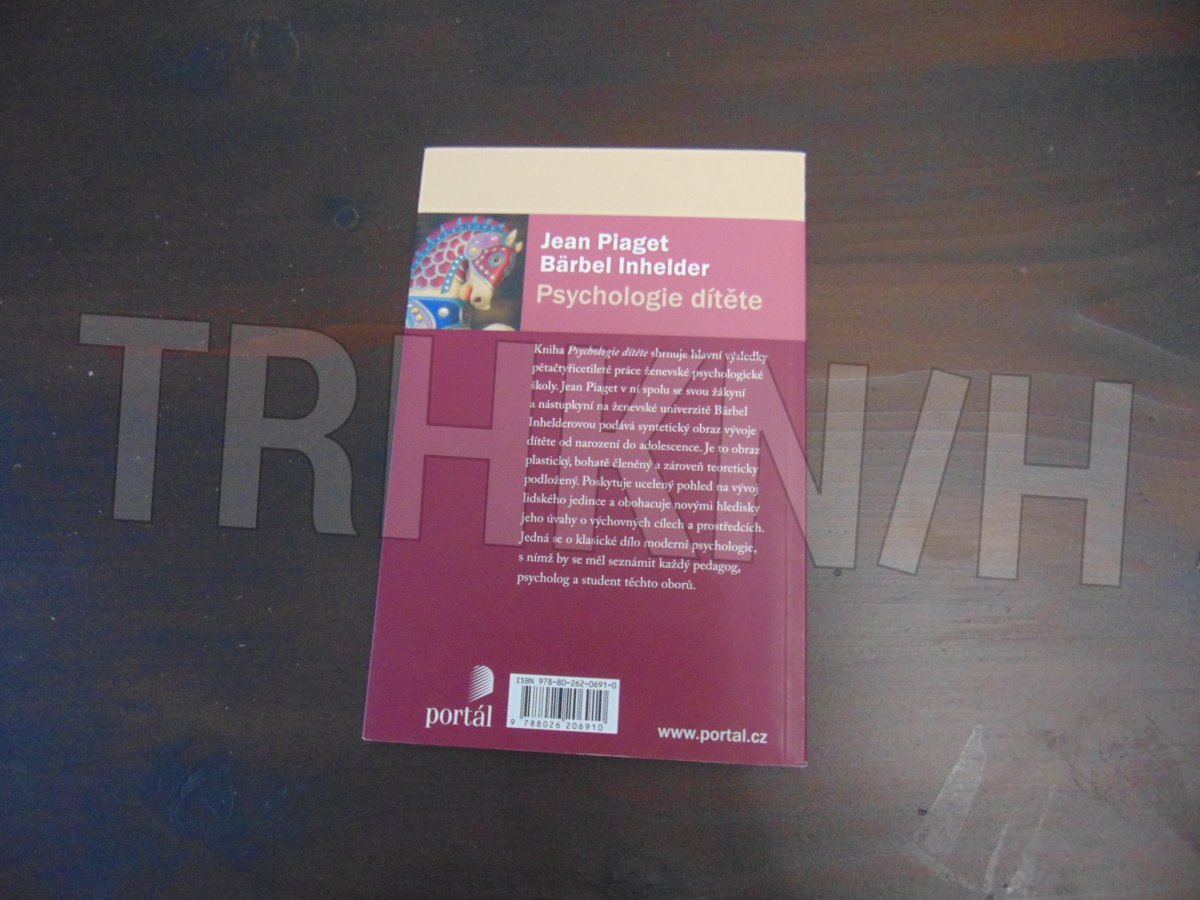 Jean Piaget
Bärbel Inhelder
Psychologie dítěte
Kniha Psychologie dítěte shrnuje hlavní výsledky
pětačtyřicetileté práce ženevské psychologické
školy. Jean Piaget v ní spolu se svou žákyní
a nástupkyní na ženevské univerzitě Bärbel
Inhelderovou podává syntetický obraz vývoje
dítěte od narození do adolescence. Je to obraz
plastický, bohatě členěný a zároveň teoreticky
podložený. Poskytuje ucelený pohled na vývoj
lidského jedince a obohacuje novými hledisky
jeho úvahy o výchovných cílech a prostředcích.
Jedná se o klasické dílo moderní psychologie,
s nímž by se měl seznámit každý pedagog,
psycholog a student těchto oborů.
TRHKN/H
portál
ISBN 978-80-262-0691-0
9 788026 206910
www.portal.cz